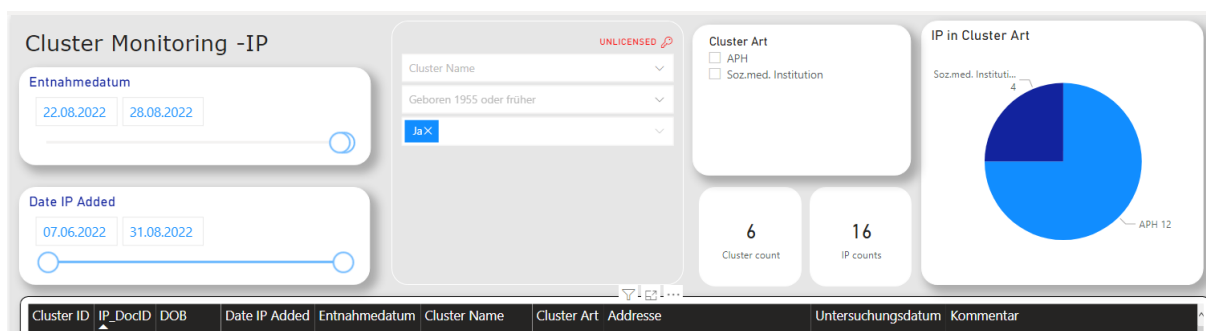 Cluster Monitoring -IP
Entnahmedatum
22.08.2022 28.08.2022
Date IP Added
07.06.2022 31.08.2022
UNLICENSED
Cluster Name
Geboren 1955 oder früher
Ja
Cluster Art
APH
Soz.med. Institution
6
Cluster count
16
IP counts
IP in Cluster Art
Soz.med. Instituti...
4
APH 12
Cluster ID IP_DocID DOB Date IP Added Entnahmedatum Cluster Name Cluster Art Addresse Untersuchungsdatum Kommentar